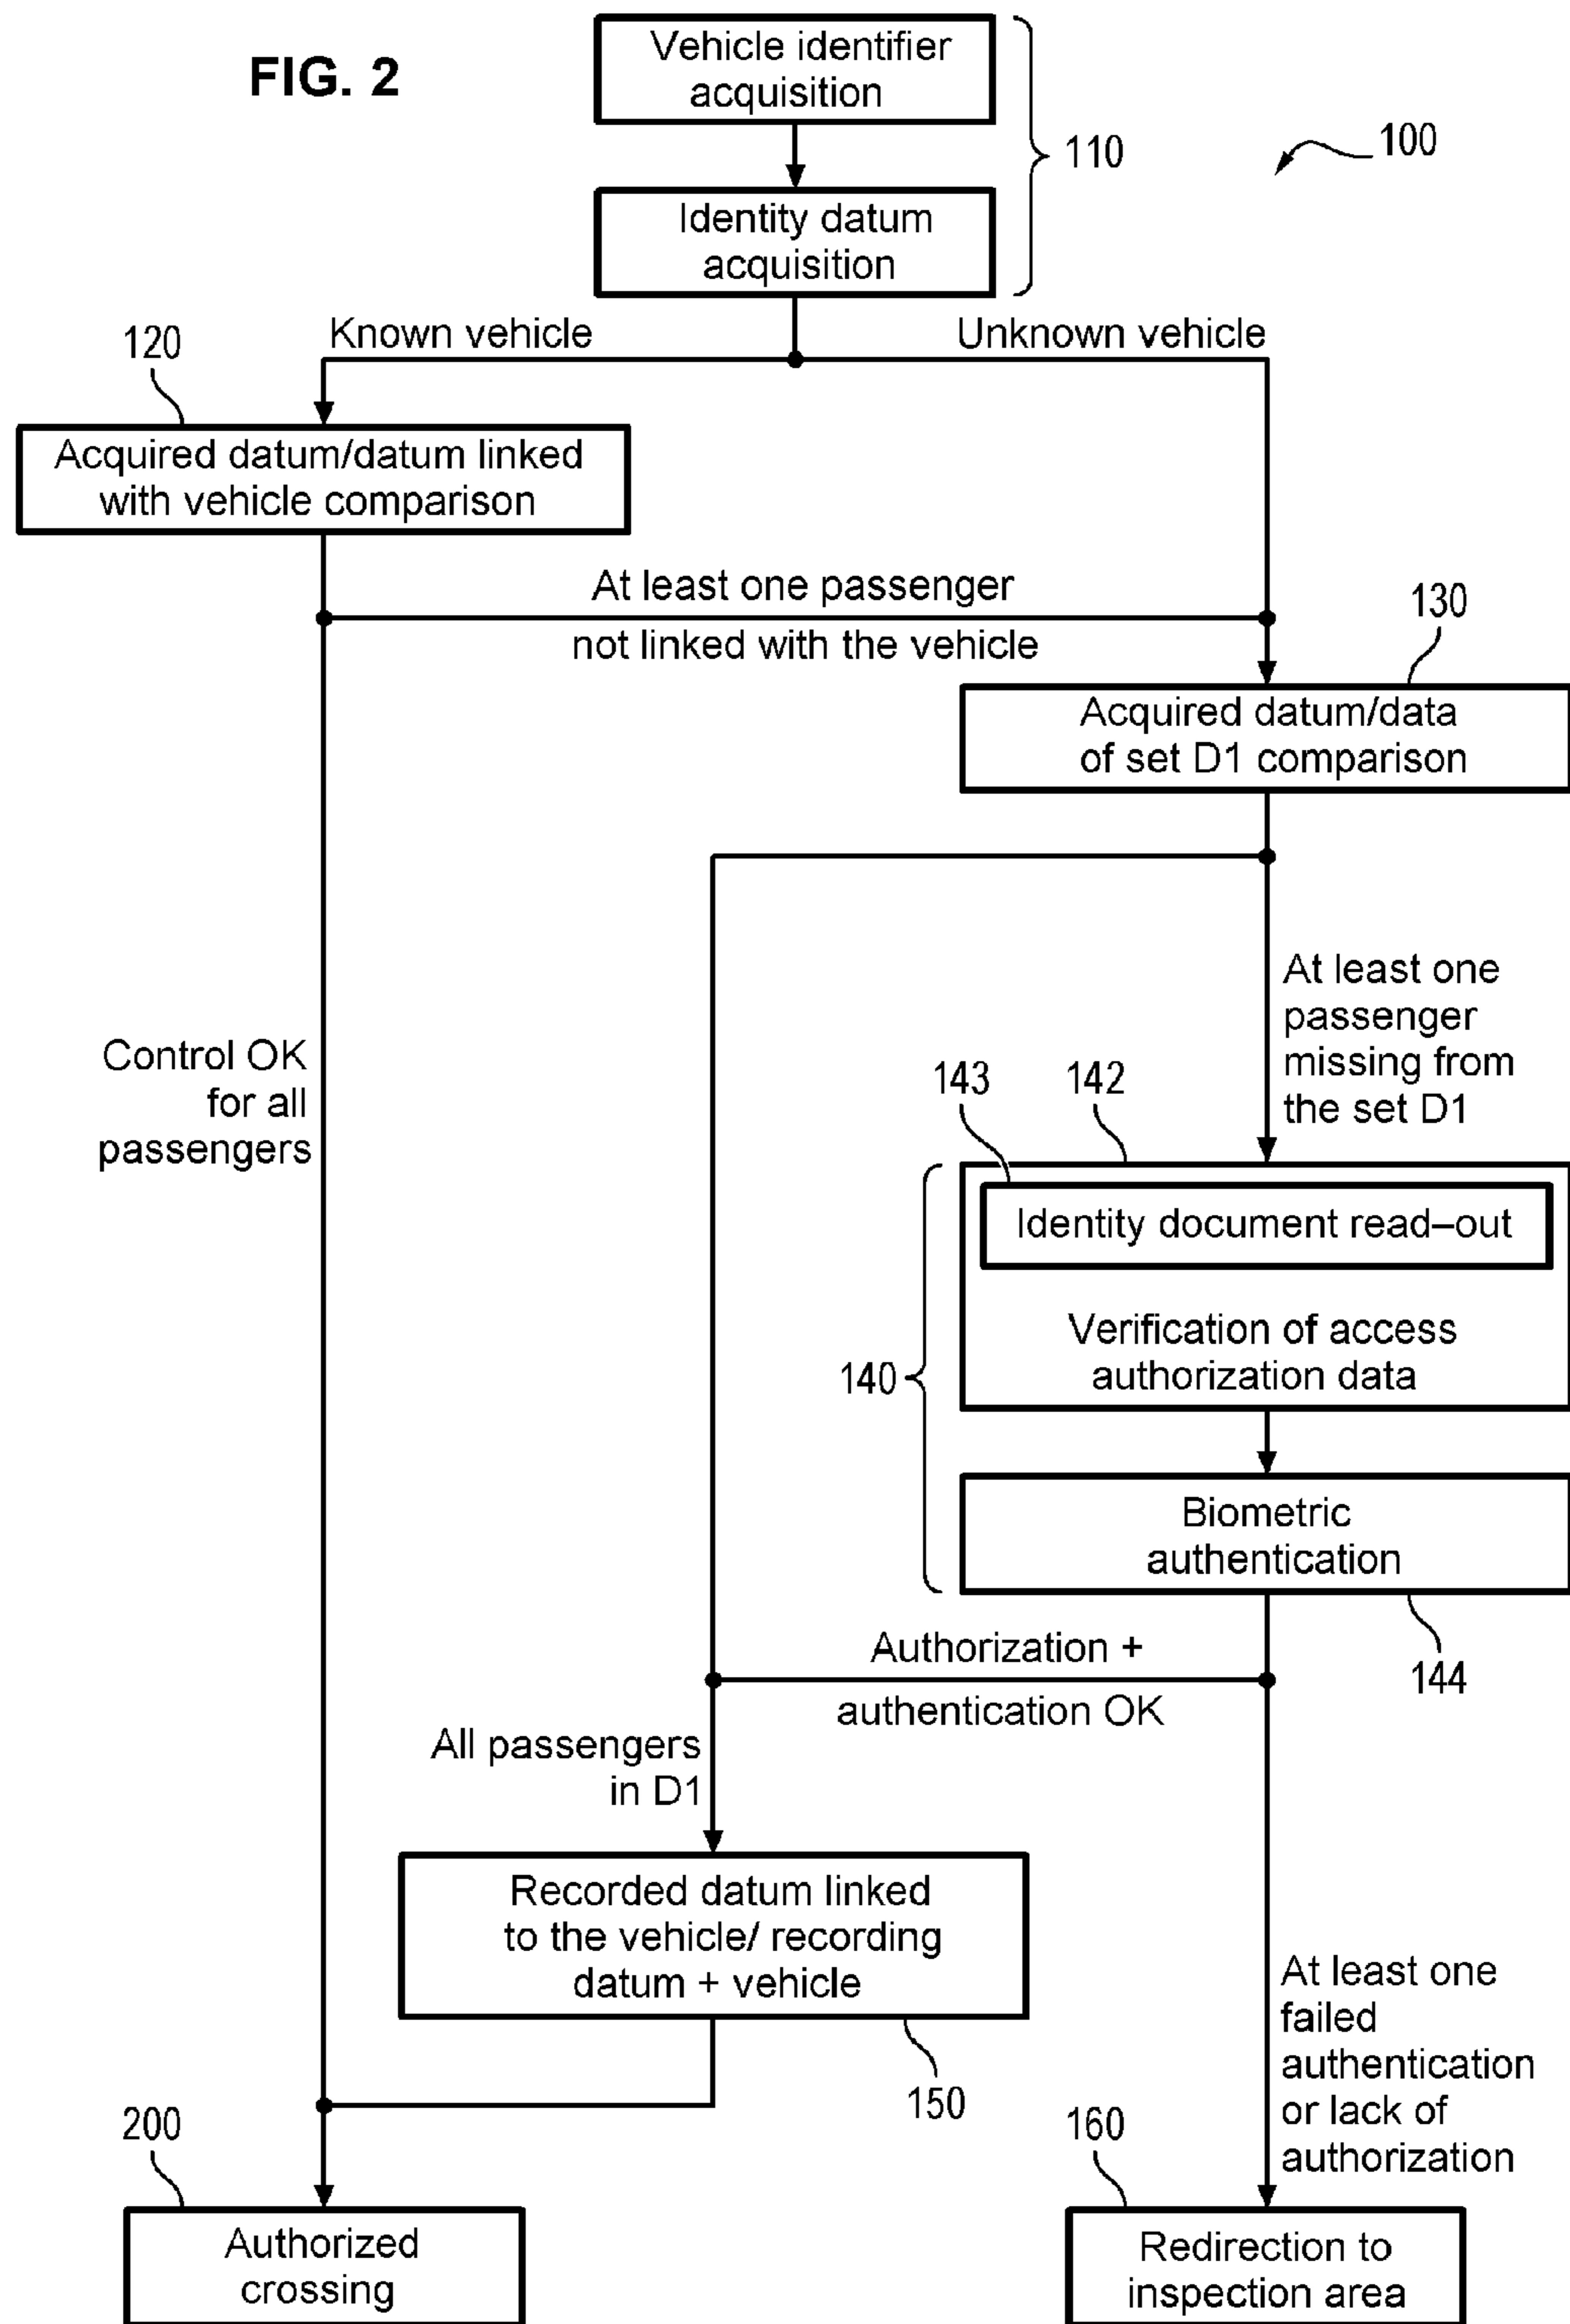 FIG. 2
Vehicle identifier
acquisition
110
100
Identity datum
acquisition
Known vehicle
Unknown vehicle
120
Acquired datum/datum linked
with vehicle comparison
At least one passenger
not linked with the vehicle
130
Acquired datum/data
of set D1 comparison
At least one
passenger
missing from
the set D1
Control OK
for all
passengers
143
142
Identity document read–out
Verification of access
authorization data
140
Biometric
authentication
144
Authorization +
authentication OK
All passengers
in D1
Recorded datum linked
to the vehicle/ recording
datum + vehicle
150
At least one
failed
authentication
or lack of
authorization
200
Authorized
crossing
160
Redirection to
inspection area